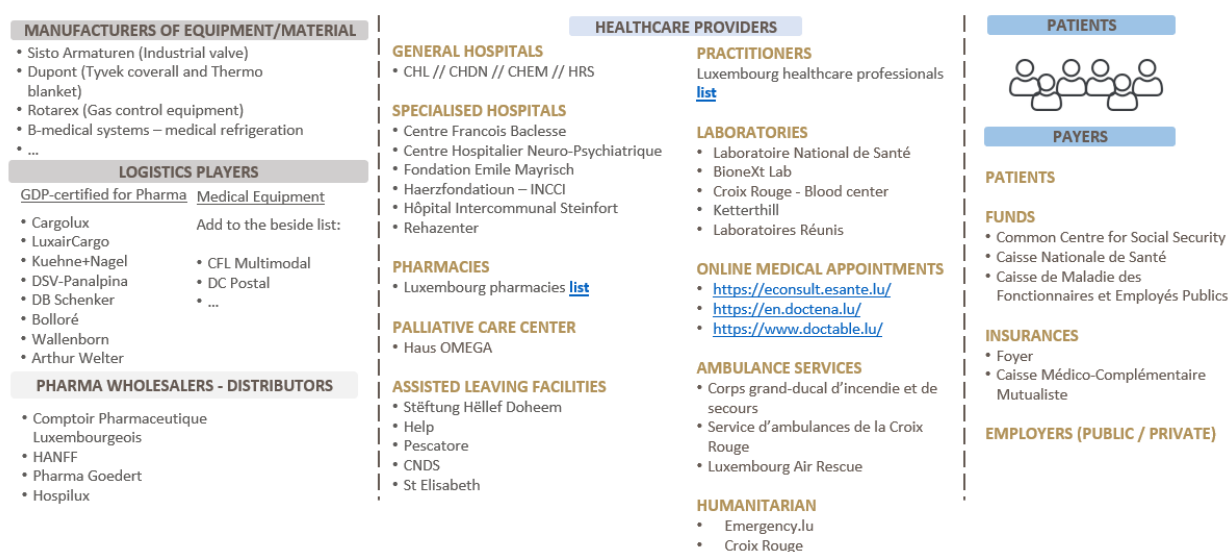 MANUFACTURERS OF EQUIPMENT/MATERIAL
• Sisto Armaturen (Industrial valve)
• Dupont (Tyvek coverall and Thermo
blanket)
• Rotarex (Gas control equipment)
• B-medical systems – medical refrigeration
• ...
LOGISTICS PLAYERS
GDP-certified for Pharma
• Cargolux
• LuxairCargo
• Kuehne+Nagel
• DSV-Panalpina
• DB Schenker
• Bolloré
• Wallenborn
• Arthur Welter
Medical Equipment
Add to the beside list:
• CFL Multimodal
• DC Postal
• ...
PHARMA WHOLESALERS - DISTRIBUTORS
• Comptoir Pharmaceutique
Luxembourgeois
• HANFF
• Pharma Goedert
• Hospilux
HEALTHCARE PROVIDERS
GENERAL HOSPITALS
• CHL // CHDN // CHEM // HRS
SPECIALISED HOSPITALS
• Centre Francois Baclesse
• Centre Hospitalier Neuro-Psychiatrique
• Fondation Emile Mayrisch
• Haerzfondatioun – INCCI
• Hôpital Intercommunal Steinfort
• Rehazenter
PHARMACIES
• Luxembourg pharmacies list
PALLIATIVE CARE CENTER
• Haus OMEGA
ASSISTED LEAVING FACILITIES
• Stëftung Hëllef Doheem
• Help
• Pescatore
• CNDS
• St Elisabeth
PRACTITIONERS
Luxembourg healthcare professionals
list
LABORATORIES
• Laboratoire National de Santé
• BioneXt Lab
• Croix Rouge - Blood center
• Ketterthill
• Laboratoires Réunis
ONLINE MEDICAL APPOINTMENTS
• https://econsult.esante.lu/
• https://en.doctena.lu/
• https://www.doctable.lu/
AMBULANCE SERVICES
• Corps grand-ducal d'incendie et de
secours
• Service d'ambulances de la Croix
Rouge
• Luxembourg Air Rescue
HUMANITARIAN
• Emergency.lu
• Croix Rouge
PATIENTS
PAYERS
PATIENTS
FUNDS
• Common Centre for Social Security
• Caisse Nationale de Santé
• Caisse de Maladie des
Fonctionnaires et Employés Publics
INSURANCES
• Foyer
• Caisse Médico-Complémentaire
Mutualiste
EMPLOYERS (PUBLIC / PRIVATE)